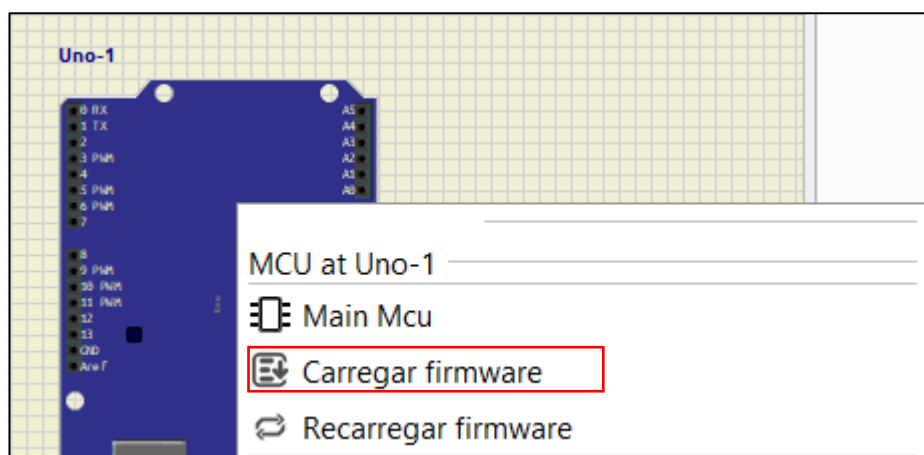 Uno-1
0 RX
1 TX
2
3 PWM
4
5 PWM
6 PWM
7
8
9 PWM
10 PWM
11 PWM
12
13
GND
Aref
A5
A4
A3
A2
A1
A0
MCU at Uno-1
Main Mcu
Carregar firmware
Recarregar firmware